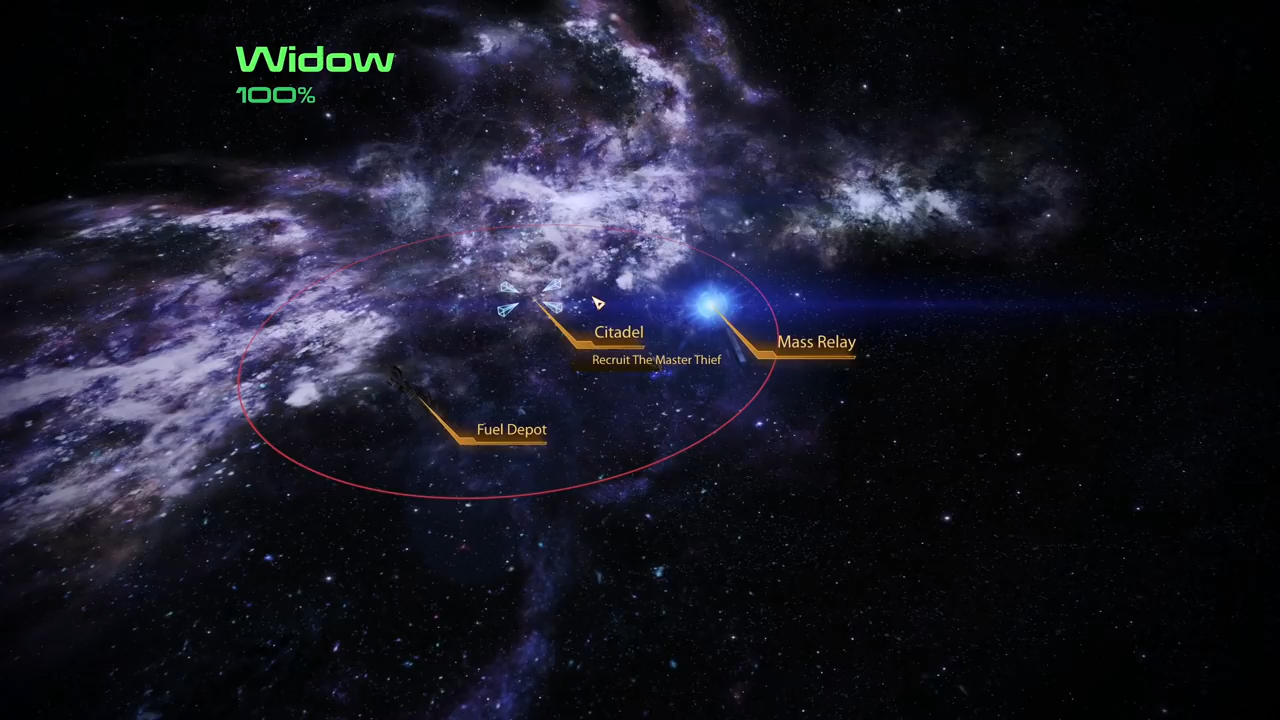 Widow
100%
Citadel
Recruit The Master Thief
Mass Relay
Fuel Depot